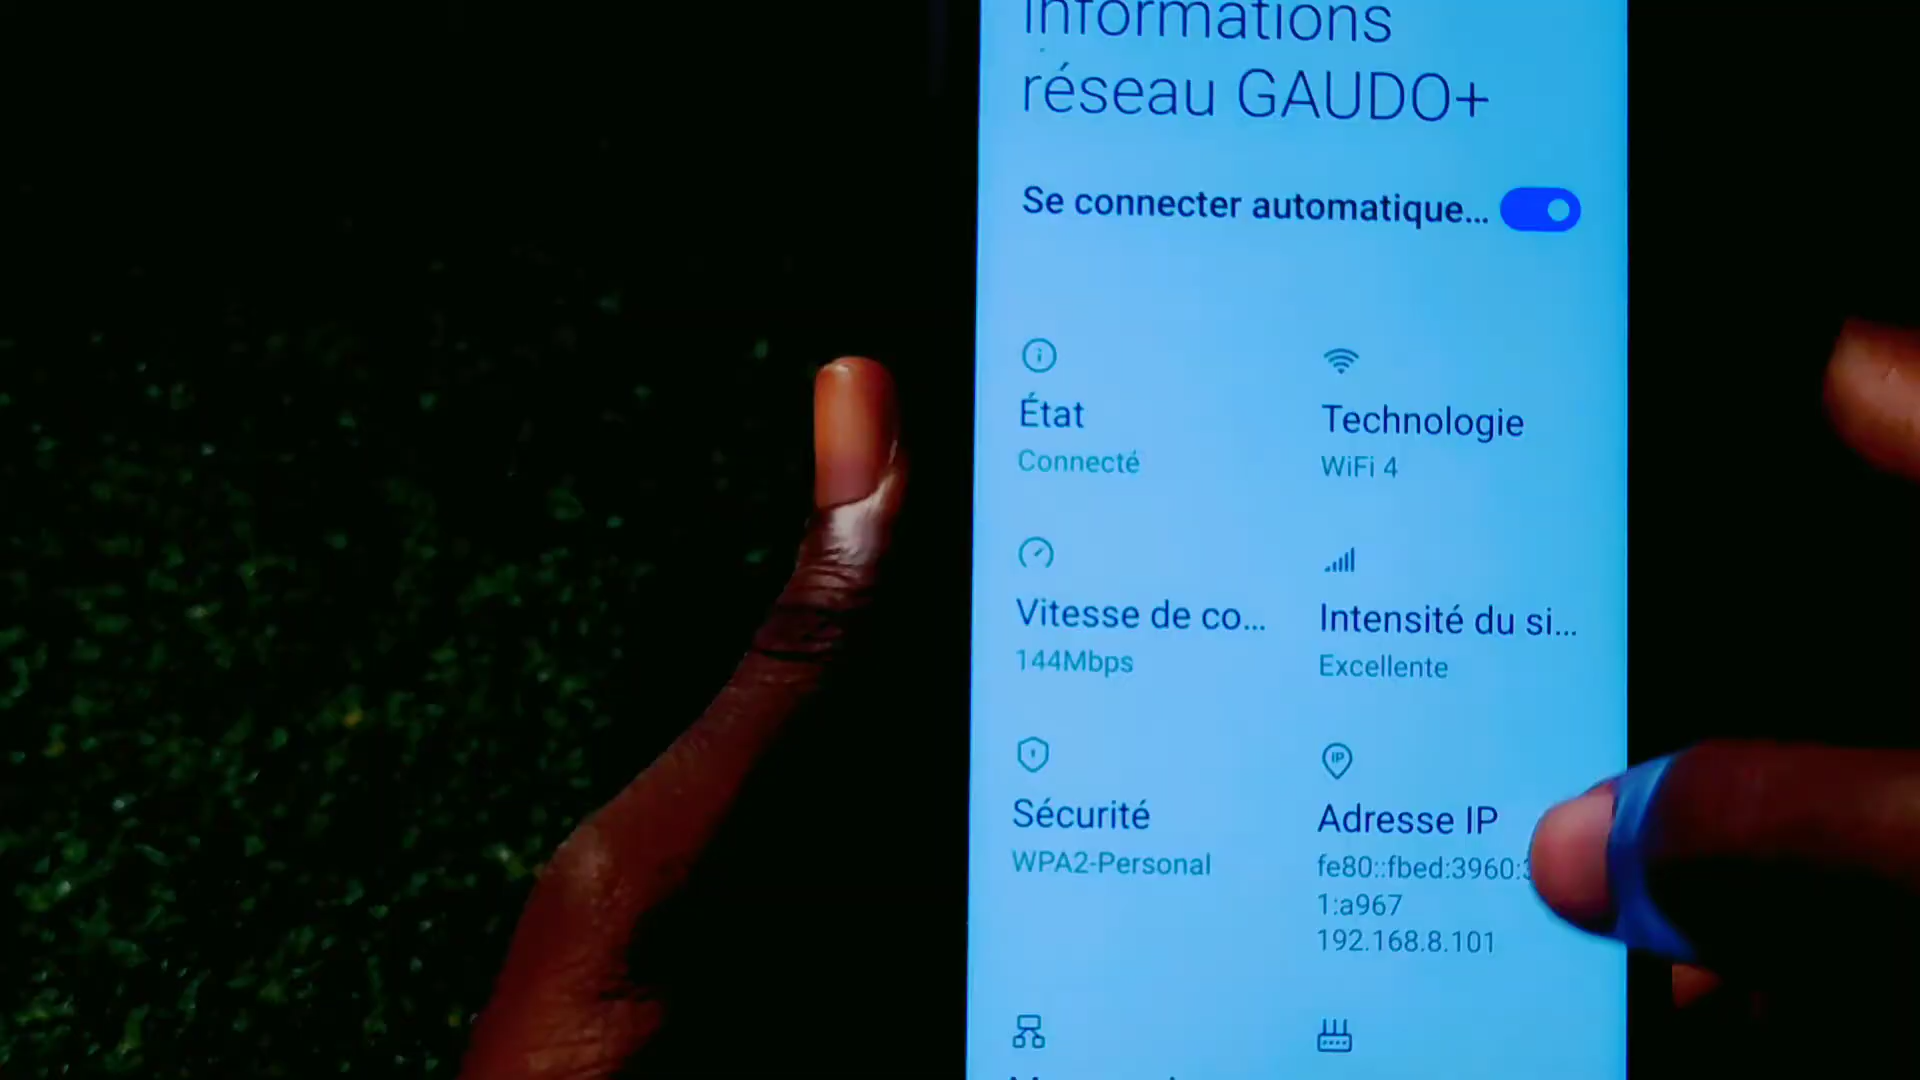 Informations
réseau GAUDO+
Se connecter automatique...
État
Connecté
Technologie
WiFi 4
Vitesse de co...
144Mbps
Intensité du si...
Excellente
Sécurité
WPA2-Personal
IP
Adresse IP
fe80::fbed:3960:
1:a967
192.168.8.101